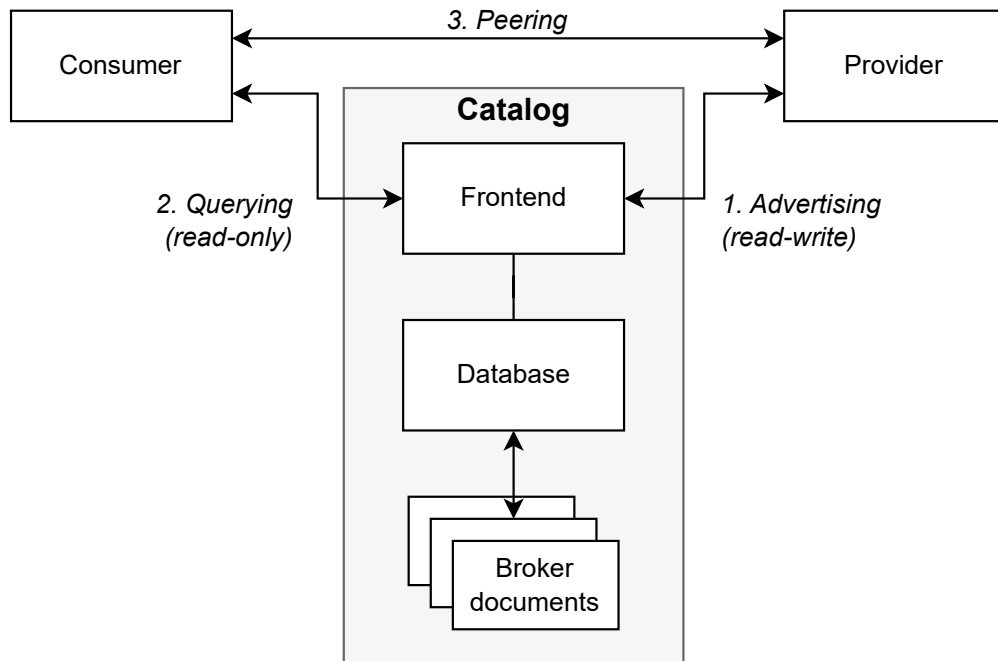 3. Peering
Consumer
Provider
Catalog
Frontend
2. Querying
(read-only)
1. Advertising
(read-write)
Database
Broker
documents